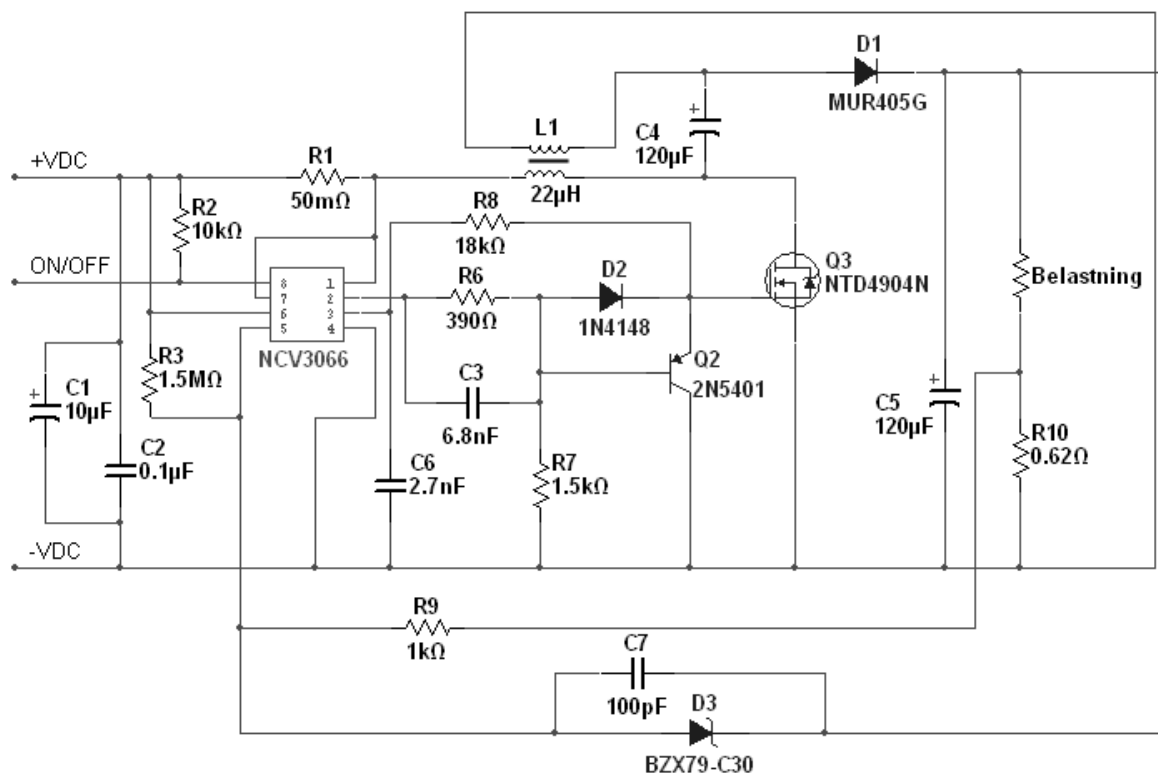 D1
MUR405G
L1
22µH
C4
120µF
+VDC
R1
50mΩ
R2
10kΩ
R8
18kΩ
ON/OFF
8 1
7 2
6 3
5 4
NCV3066
R6
390Ω
D2
1N4148
Q3
NTD4904N
Belastning
R3
1.5MΩ
C3
6.8nF
Q2
2N5401
C1
10µF
C2
0.1µF
C6
2.7nF
R7
1.5kΩ
C5
120µF
R10
0.62Ω
-VDC
R9
1kΩ
C7
100pF
D3
BZX79-C30
+
+
+